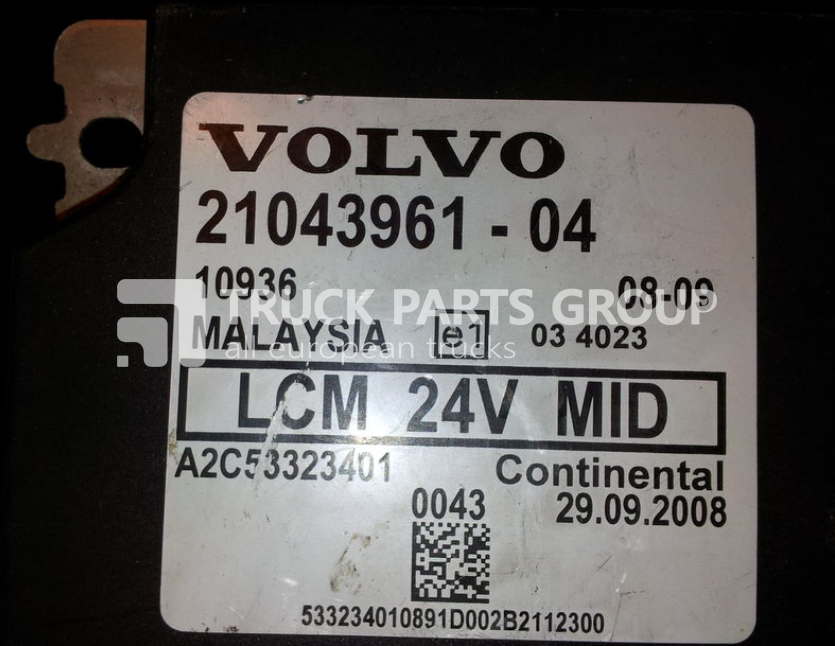 VOLVO
21043961 - 04
10936 08-09
TRUCK PARTS GROUP
MALAYSIA e1 03 4023
all european trucks
LCM 24V MID
A2C53323401 Continental
0043 29.09.2008
533234010891D002B2112300